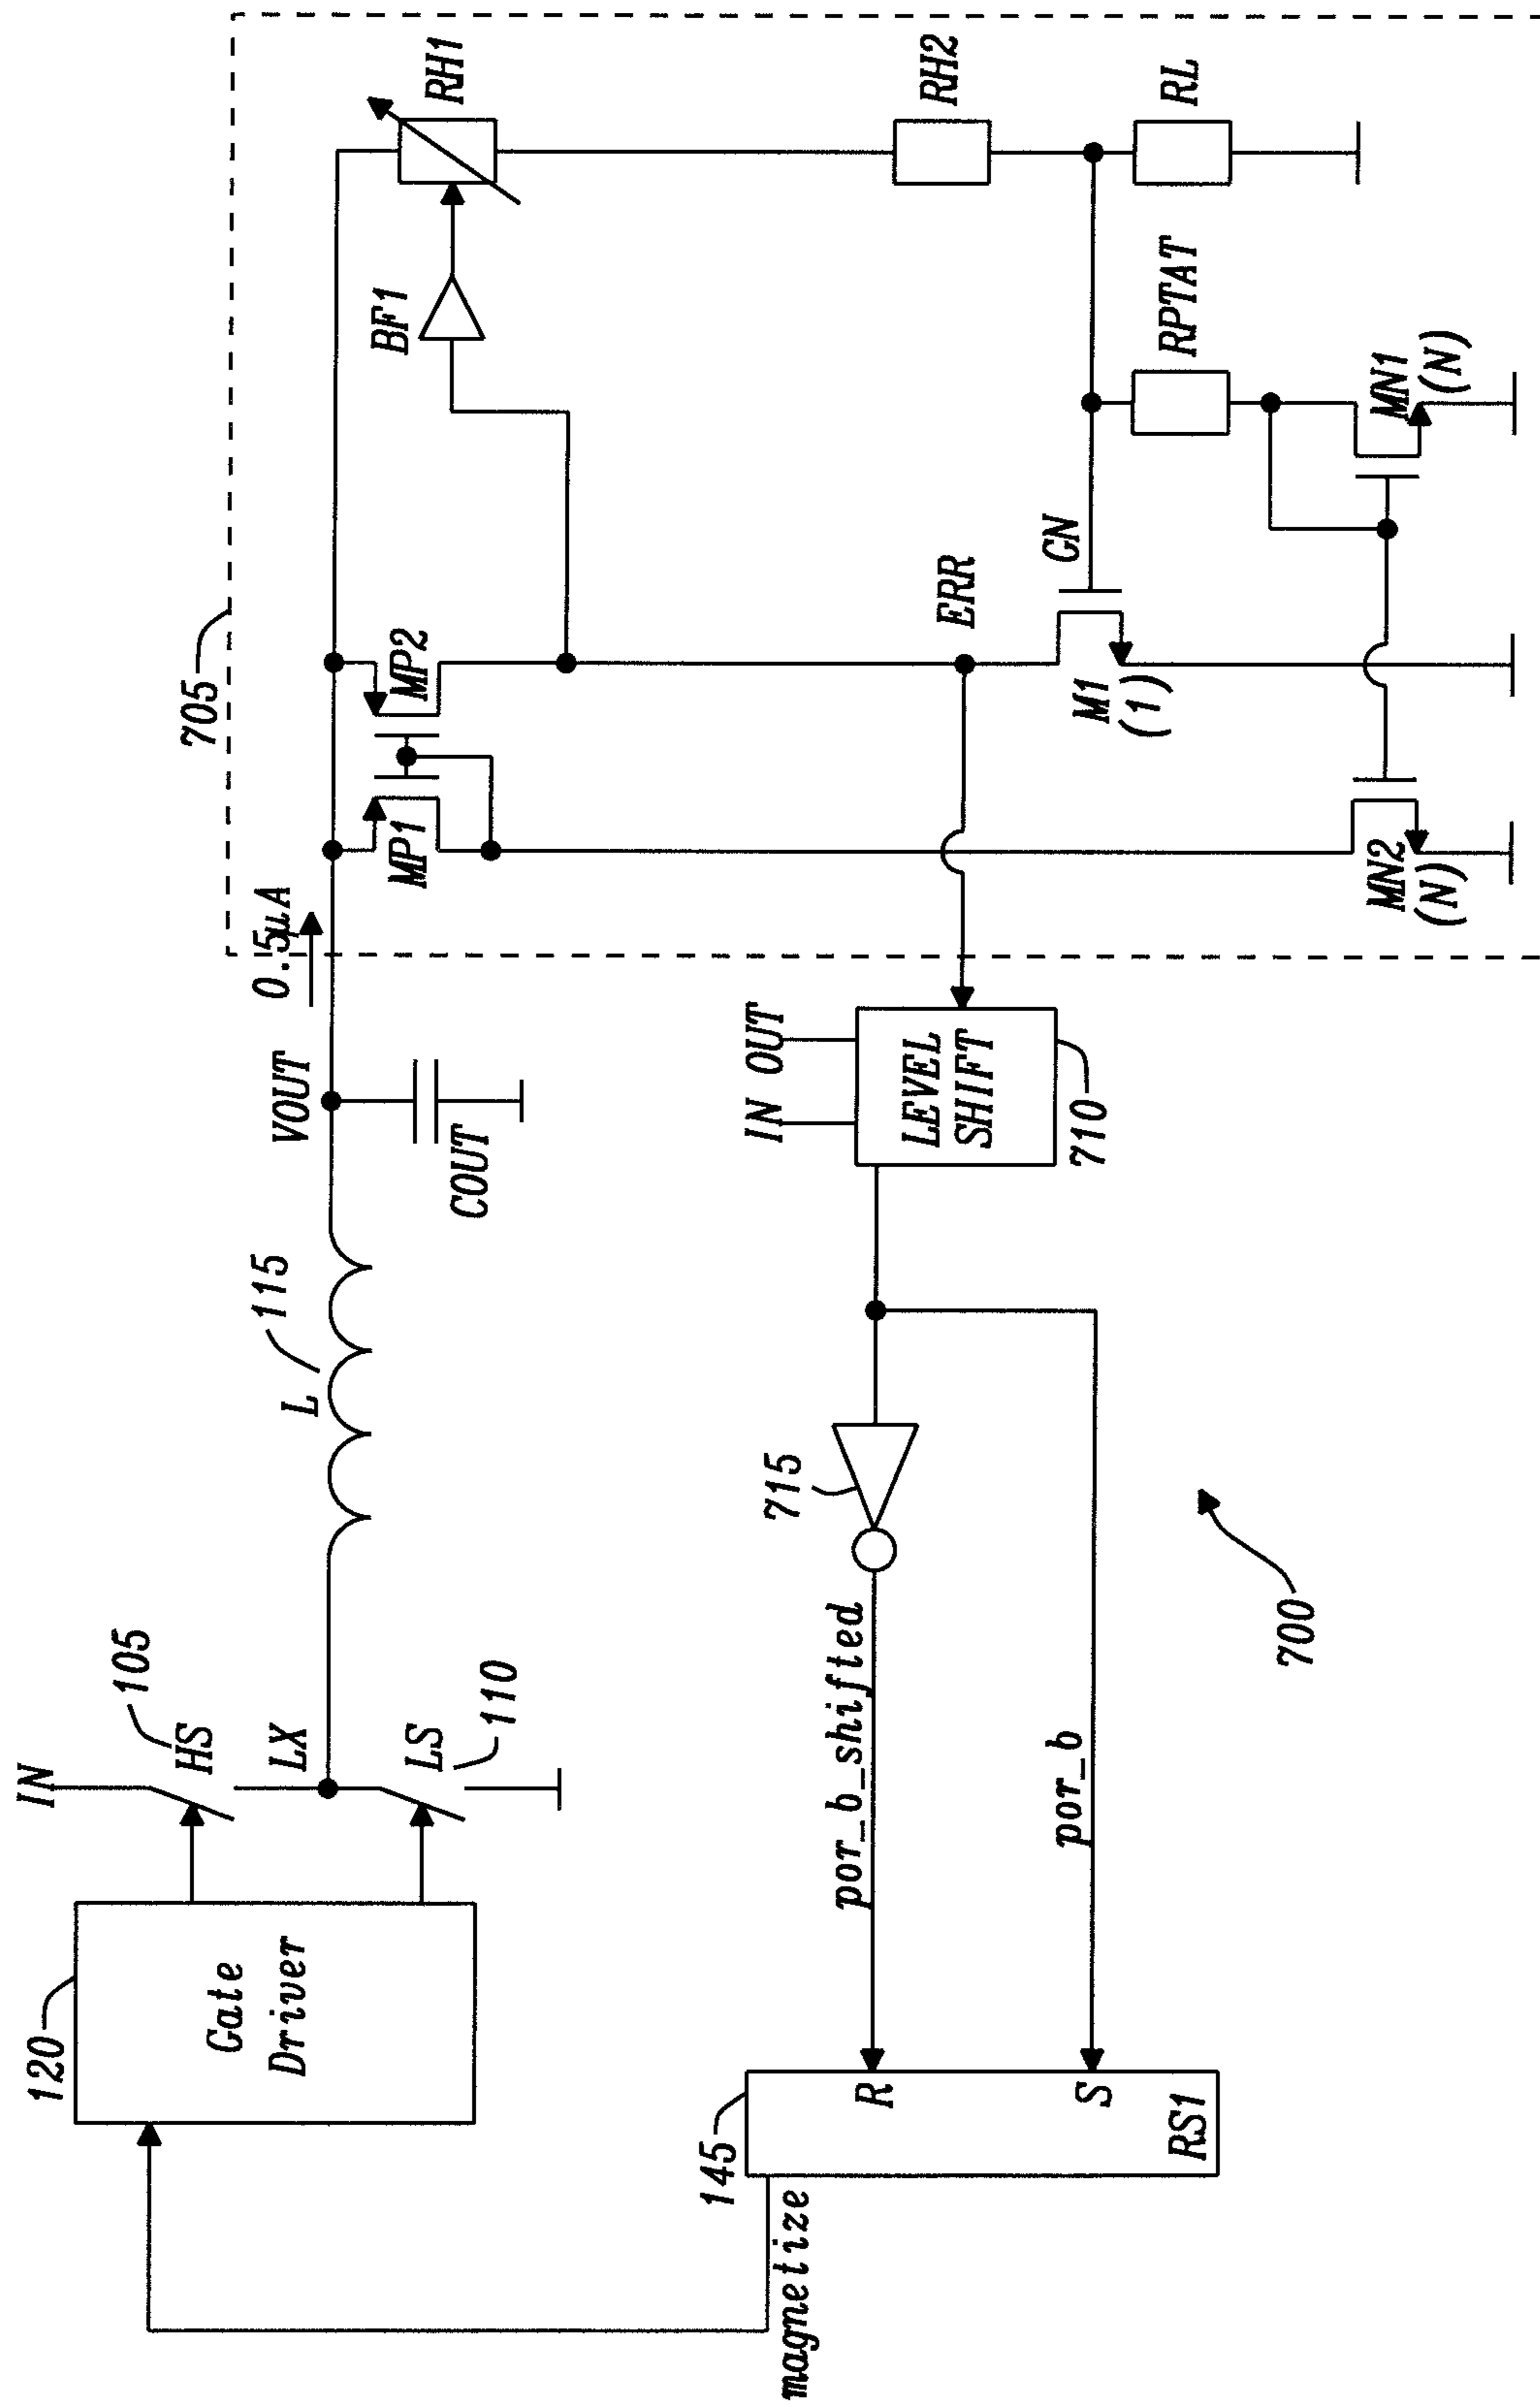 120
Gate
Driver
IN
105
HS
LX
LS
110
L
115
VOUT
COUT
0.5µA
705
MP1
MP2
BF1
RH1
RH2
RL
RPTAT
GN
ERR
M1
(1)
MN1
(N)
MN2
(N)
IN
OUT
LEVEL
SHIFT
710
715
por_b_shifted
por_b
145
R
S
RS1
magnetize
700